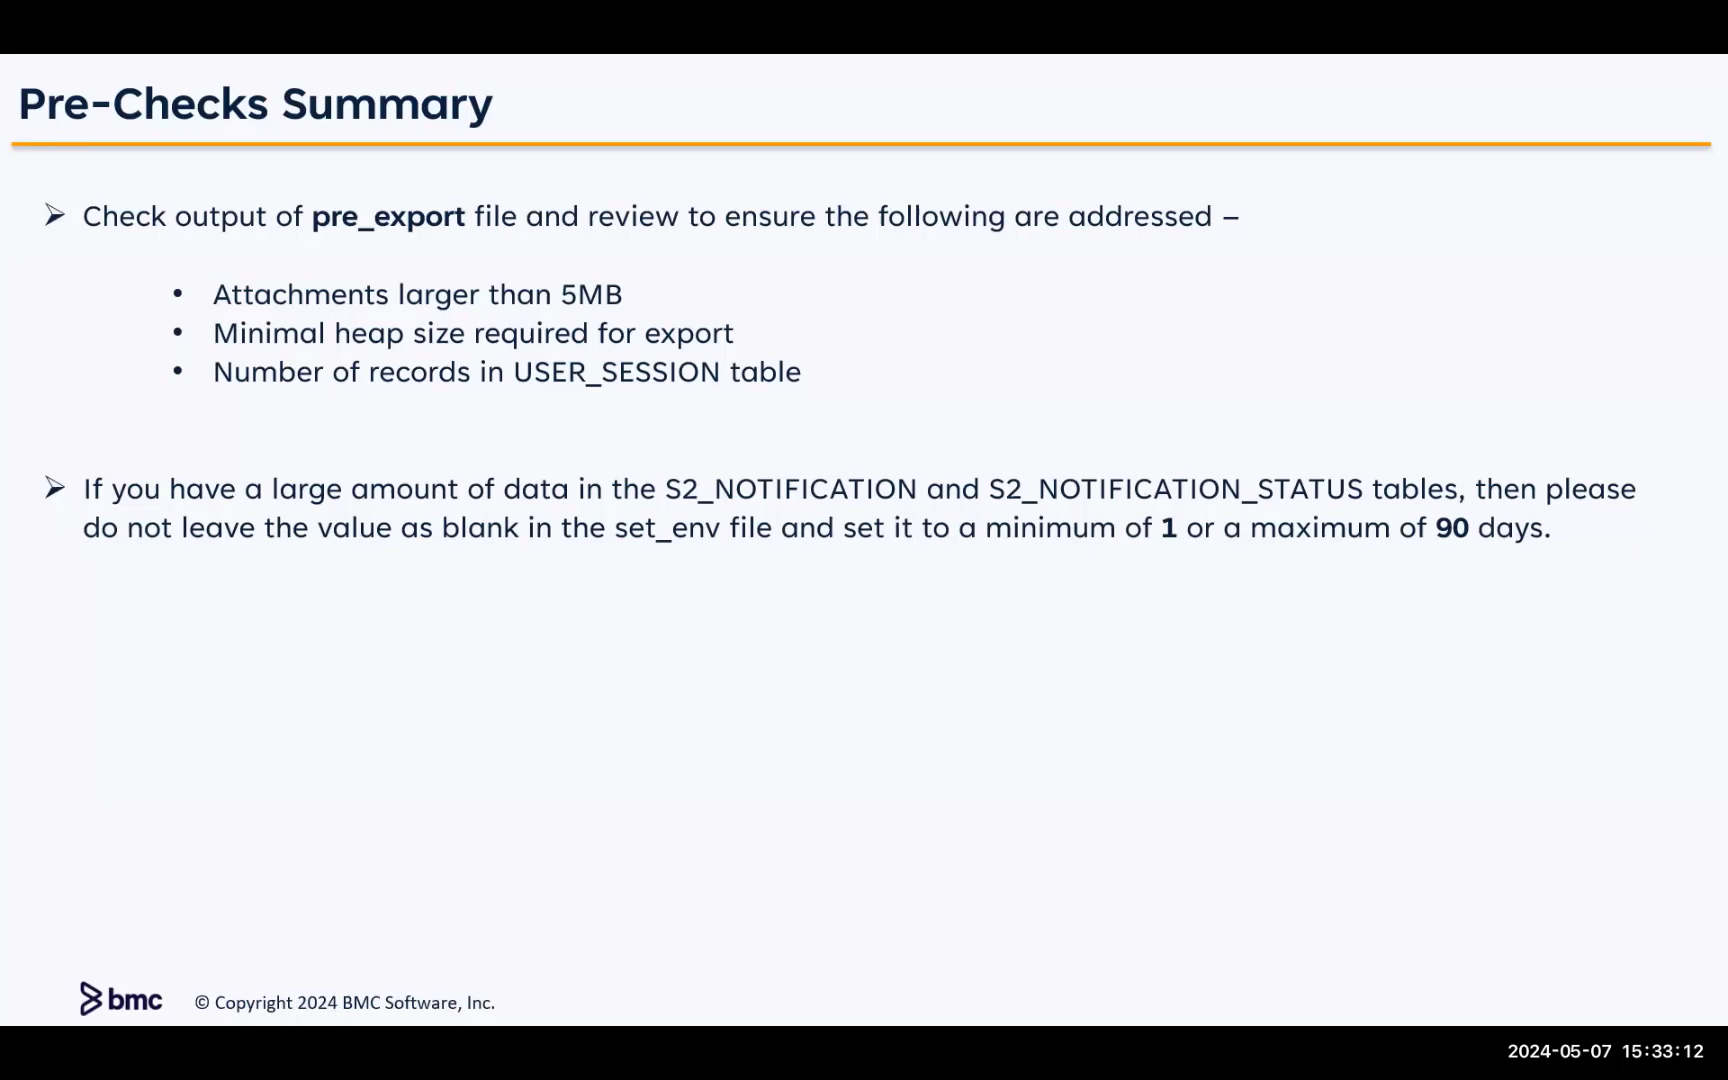 Pre-Checks Summary
➢ Check output of pre_export file and review to ensure the following are addressed –
• Attachments larger than 5MB
• Minimal heap size required for export
• Number of records in USER_SESSION table
➢ If you have a large amount of data in the S2_NOTIFICATION and S2_NOTIFICATION_STATUS tables, then please
do not leave the value as blank in the set_env file and set it to a minimum of 1 or a maximum of 90 days.
bmc © Copyright 2024 BMC Software, Inc.
2024-05-07 15:33:12